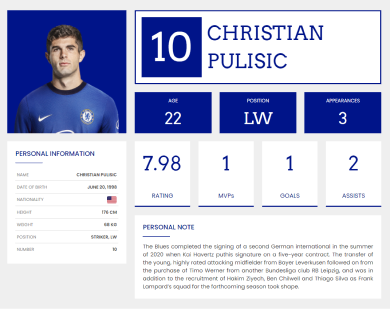 10
CHRISTIAN
PULISIC
AGE
22
POSITION
LW
APPEARANCES
3
PERSONAL INFORMATION
NAME CHRISTIAN PULISIC
DATE OF BIRTH JUNE 20, 1998
NATIONALITY
HEIGHT 176 CM
WEIGHT 68 KG
POSITION STRIKER, LW
NUMBER 10
7.98
RATING
1
MVPs
1
GOALS
2
ASSISTS
PERSONAL NOTE
The Blues completed the signing of a second German international in the summer
of 2020 when Kai Havertz puthis signature on a five-year contract. The transfer of
the young, highly rated attacking midfielder from Bayer Leverkusen followed on from
the purchase of Timo Werner from another Bundesliga club RB Leipzig, and was in
addition to the recruitment of Hakim Ziyech, Ben Chilwell and Thiago Silva as Frank
Lampard's squad for the forthcoming season took shape.